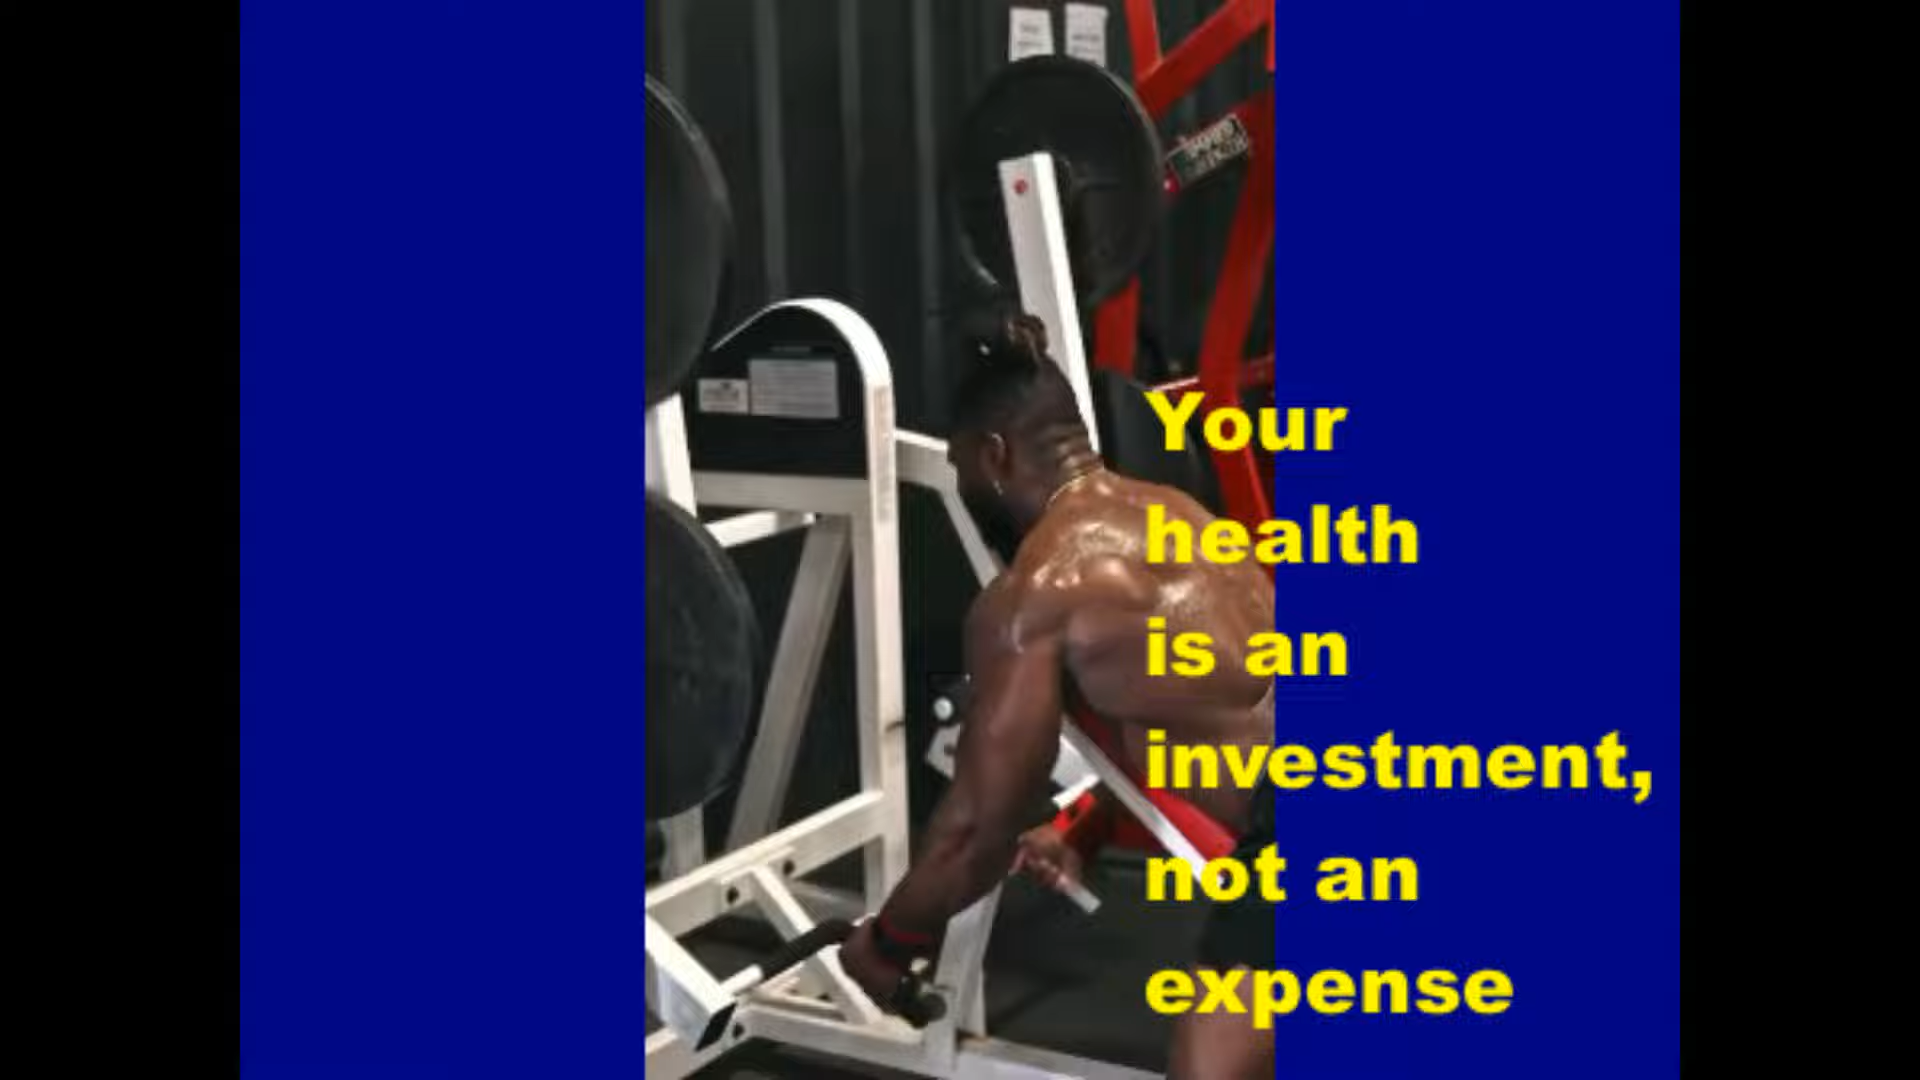 Your
health
is an
investment,
not an
expense